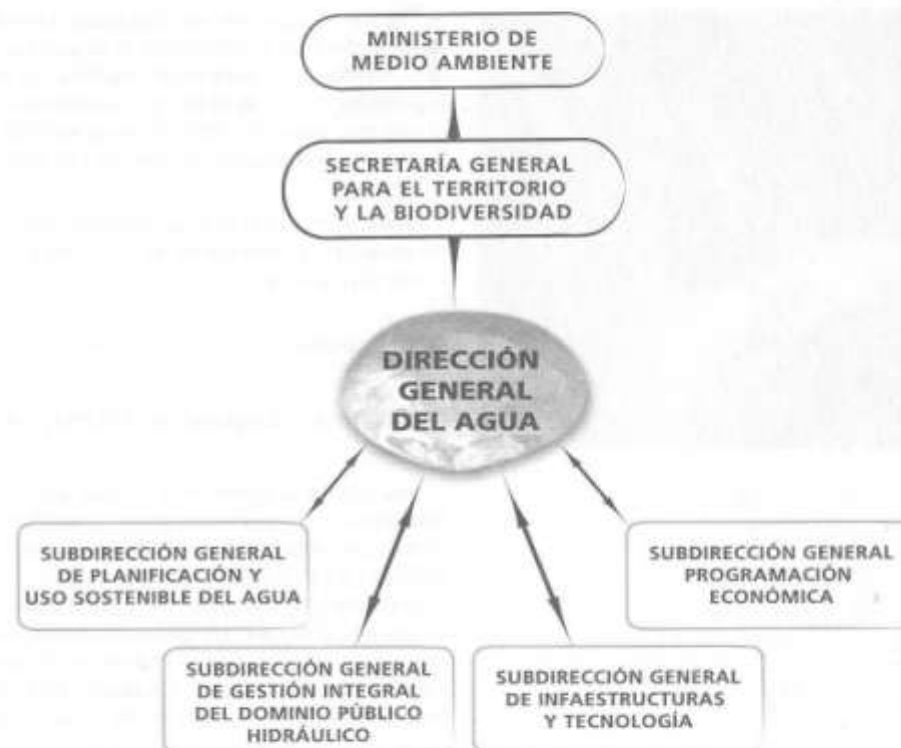 MINISTERIO DE
MEDIO AMBIENTE
SECRETARÍA GENERAL
PARA EL TERRITORIO
Y LA BIODIVERSIDAD
DIRECCIÓN
GENERAL
DEL AGUA
SUBDIRECCIÓN GENERAL
DE PLANIFICACIÓN Y
USO SOSTENIBLE DEL AGUA
SUBDIRECCIÓN GENERAL
DE GESTIÓN INTEGRAL
DEL DOMINIO PÚBLICO
HIDRÁULICO
SUBDIRECCIÓN GENERAL
DE INFAESTRUCTURAS
Y TECNOLOGÍA
SUBDIRECCIÓN GENERAL
PROGRAMACIÓN
ECONÓMICA